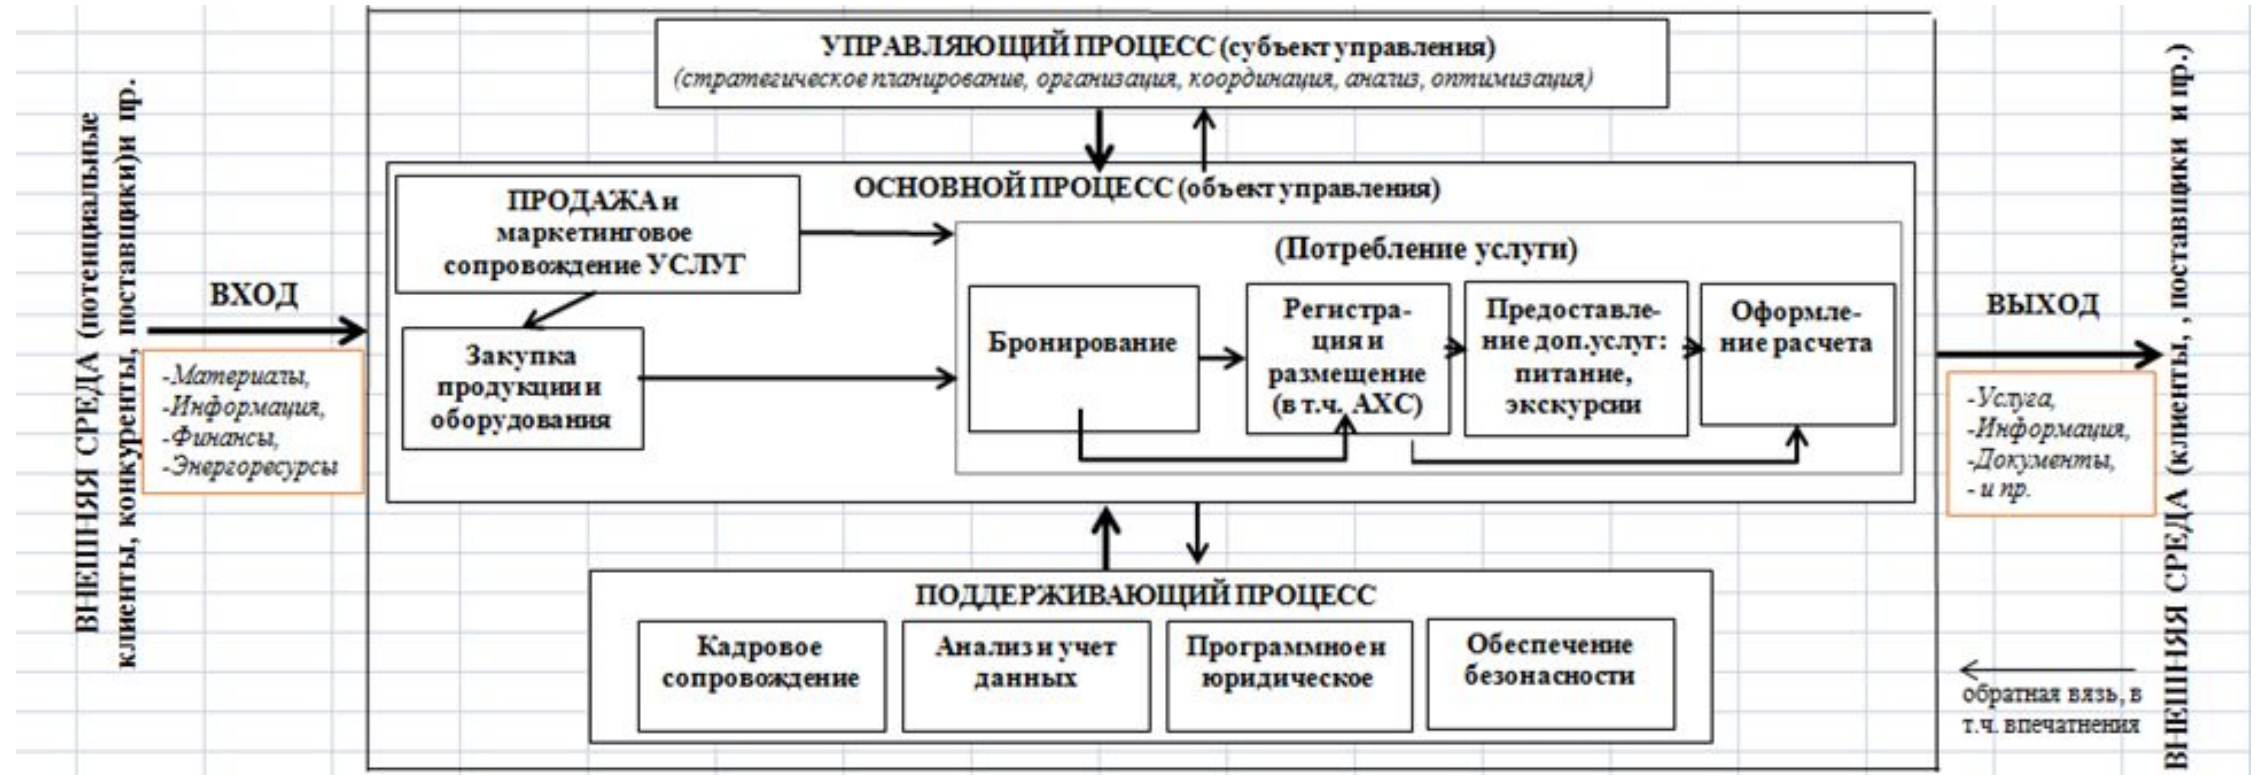 УПРАВЛЯЮЩИЙ ПРОЦЕСС (субъект управления)
(стратегическое планирование, организация, координация, анализ, оптимизация)
ВНЕШНЯЯ СРЕДА (потенциальные
клиенты, конкуренты, поставщики)и пр.
ВХОД
-Материалы,
-Информация,
-Финансы,
-Энергоресурсы
ОСНОВНОЙ ПРОЦЕСС (объект управления)
ПРОДАЖА и
маркетинговое
сопровождение УСЛУГ
Закупка
продукции и
оборудования
(Потребление услуги)
Бронирование
Регистра-
ция и
размещение
(в т.ч. АХС)
Предоставле-
ние доп.услуг:
питание,
экскурсии
Оформле-
ние расчета
ВЫХОД
-Услуга,
-Информация,
-Документы,
- и пр.
ВНЕШНЯЯ СРЕДА (клиенты, , поставщики и пр.)
ПОДДЕРЖИВАЮЩИЙ ПРОЦЕСС
Кадровое
сопровождение
Анализ и учет
данных
Программное и
юридическое
Обеспечение
безопасности
обратная вязь, в
т.ч. впечатнения